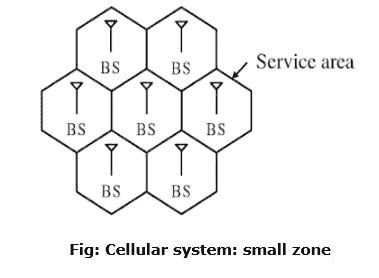 BS BS
Service area
BS BS BS
BS BS
Fig: Cellular system: small zone